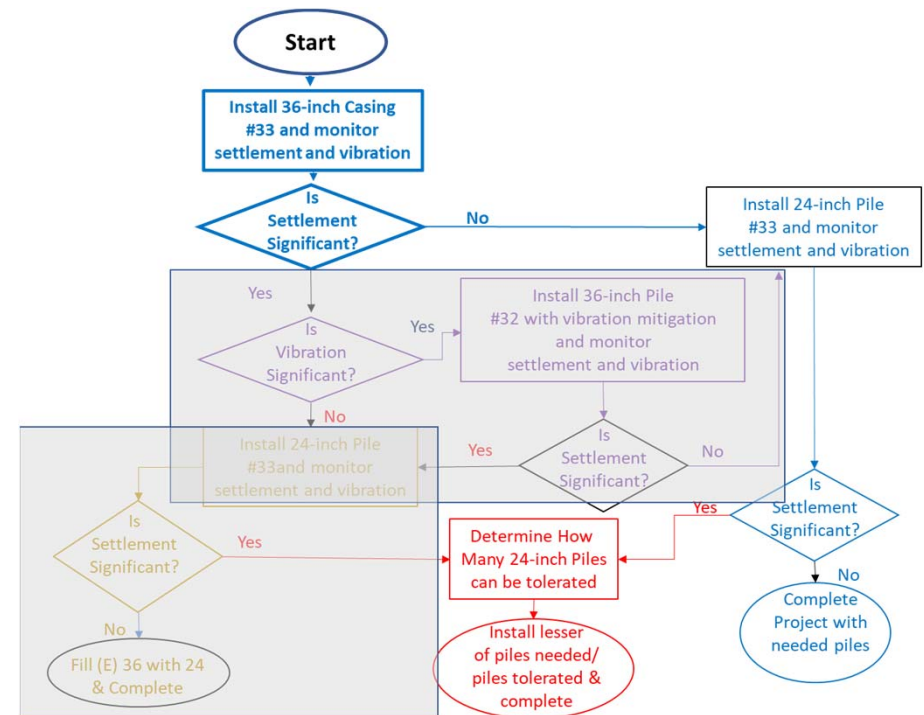 Start
Install 36-inch Casing
#33 and monitor
settlement and vibration
Is
Settlement
Significant?
No
Install 24-inch Pile
#33 and monitor
settlement and vibration
Yes
Is
Vibration
Significant?
Yes
Install 36-inch Pile
#32 with vibration mitigation
and monitor
settlement and vibration
No
Install 24-inch Pile
#33and monitor
settlement and vibration
Yes
Is
Settlement
Significant?
No
Is
Settlement
Significant?
Yes
No
Is
Settlement
Significant?
Yes
No
Determine How
Many 24-inch Piles
can be tolerated
Complete
Project with
needed piles
Fill (E) 36 with 24
& Complete
Install lesser
of piles needed/
piles tolerated &
complete